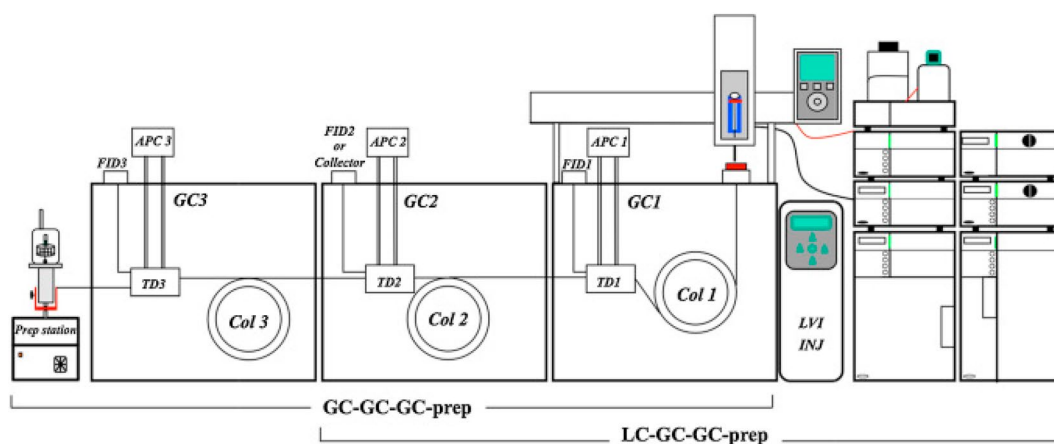 FID3
APC 3
GC3
TD3
Col 3
Prep station
FID2
or
Collector
APC 2
GC2
TD2
Col 2
FID1
APC 1
GC1
TD1
Col 1
LVI
INJ
GC-GC-GC-prep
LC-GC-GC-prep